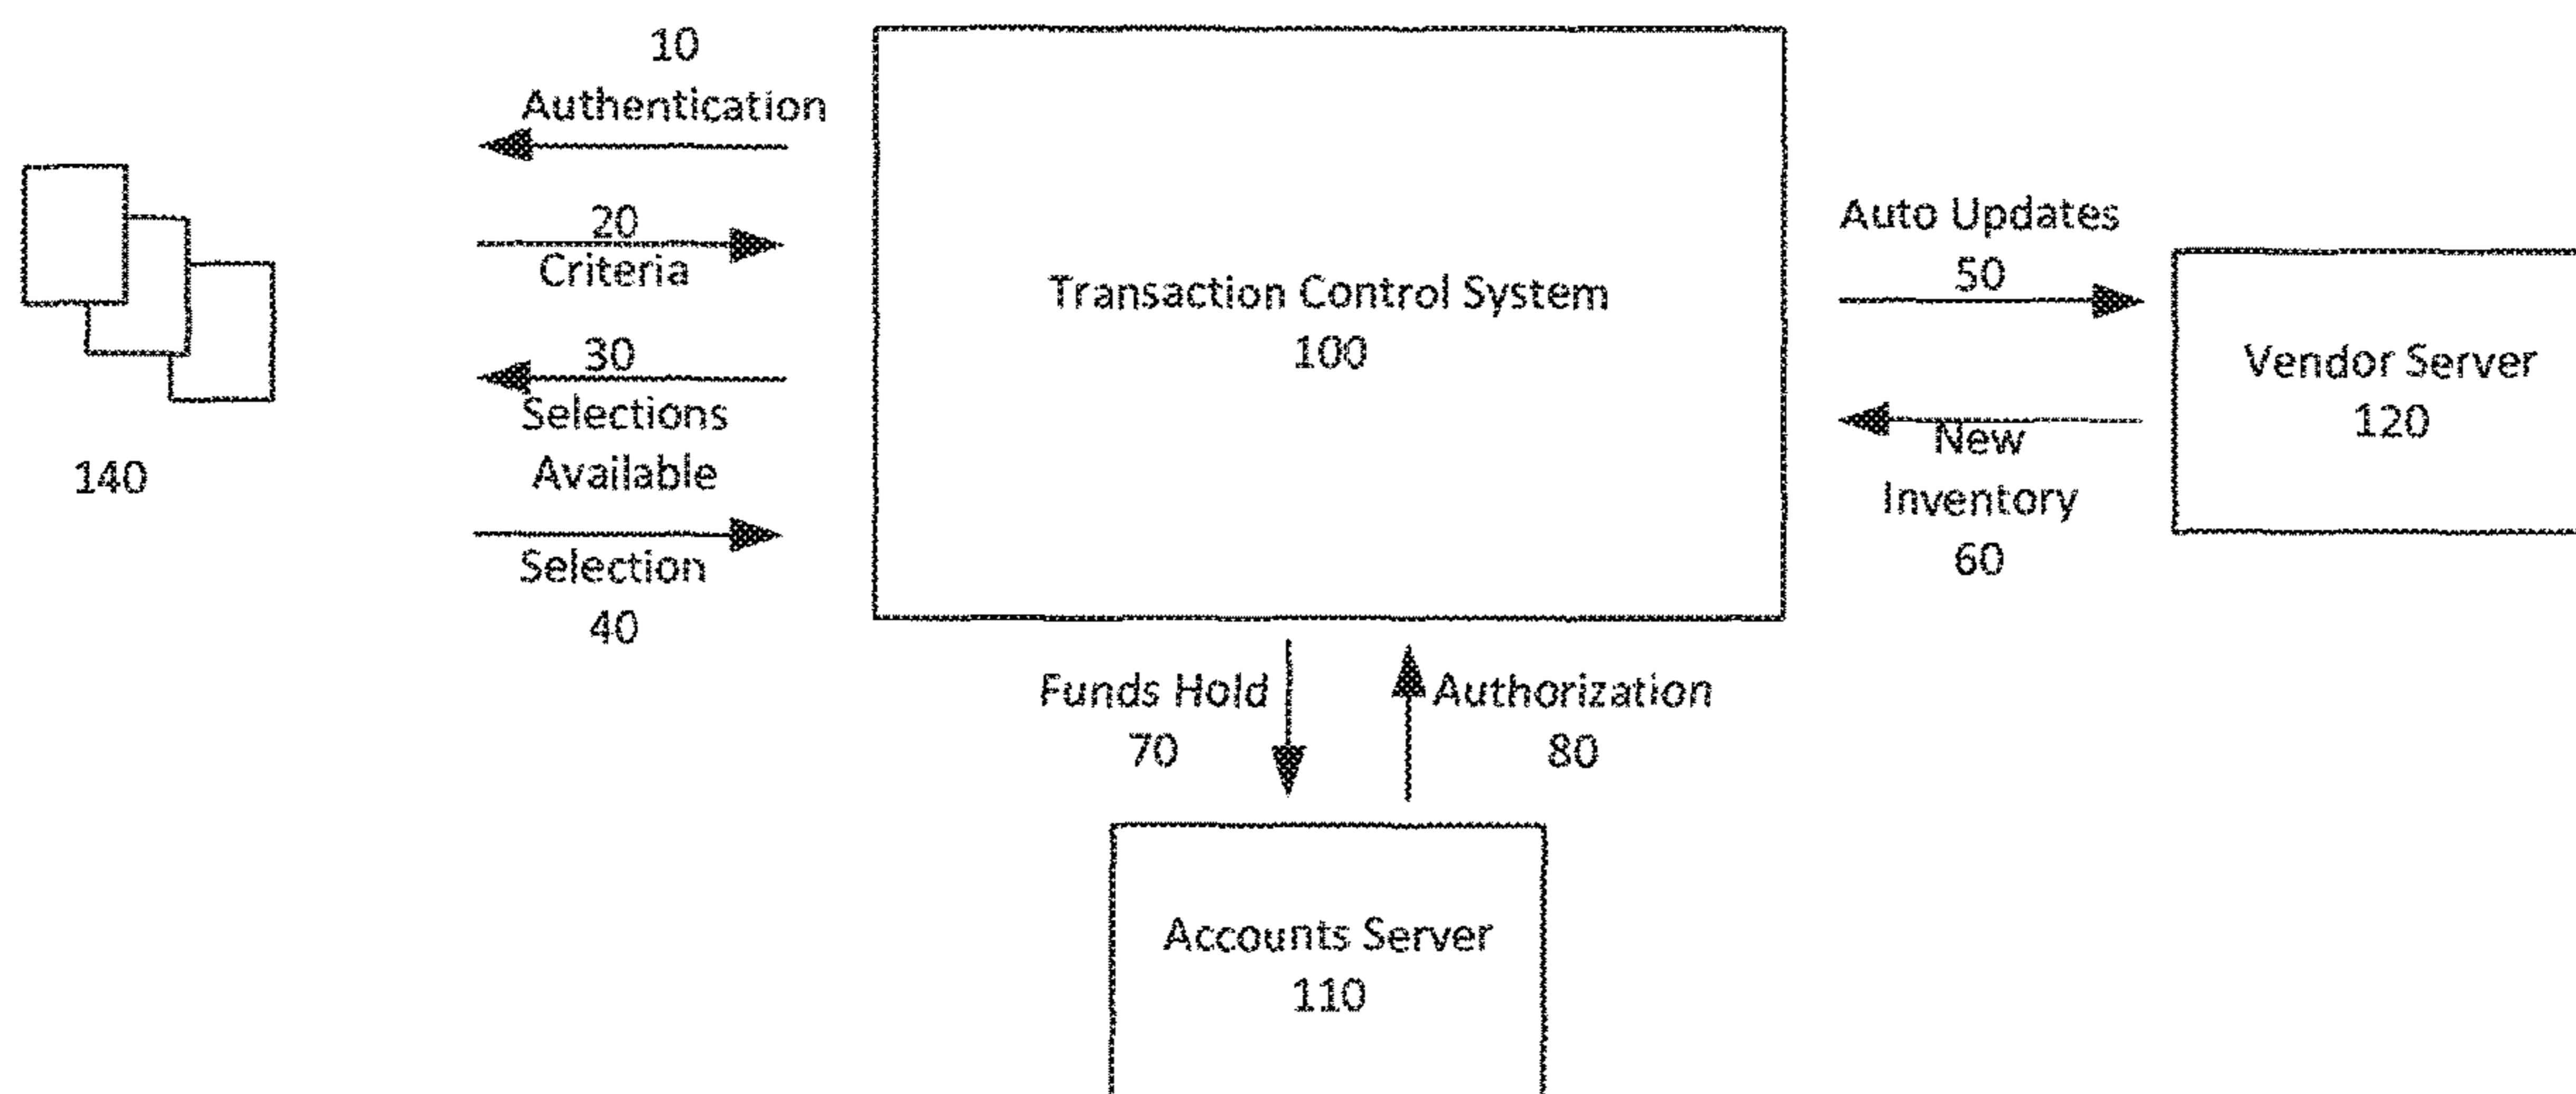 10
Authentication
20
Criteria
30
Selections
Available
Selection
40
140
Transaction Control System
100
Auto Updates
50
New
Inventory
60
Vendor Server
120
Funds Hold
70
Authorization
80
Accounts Server
110